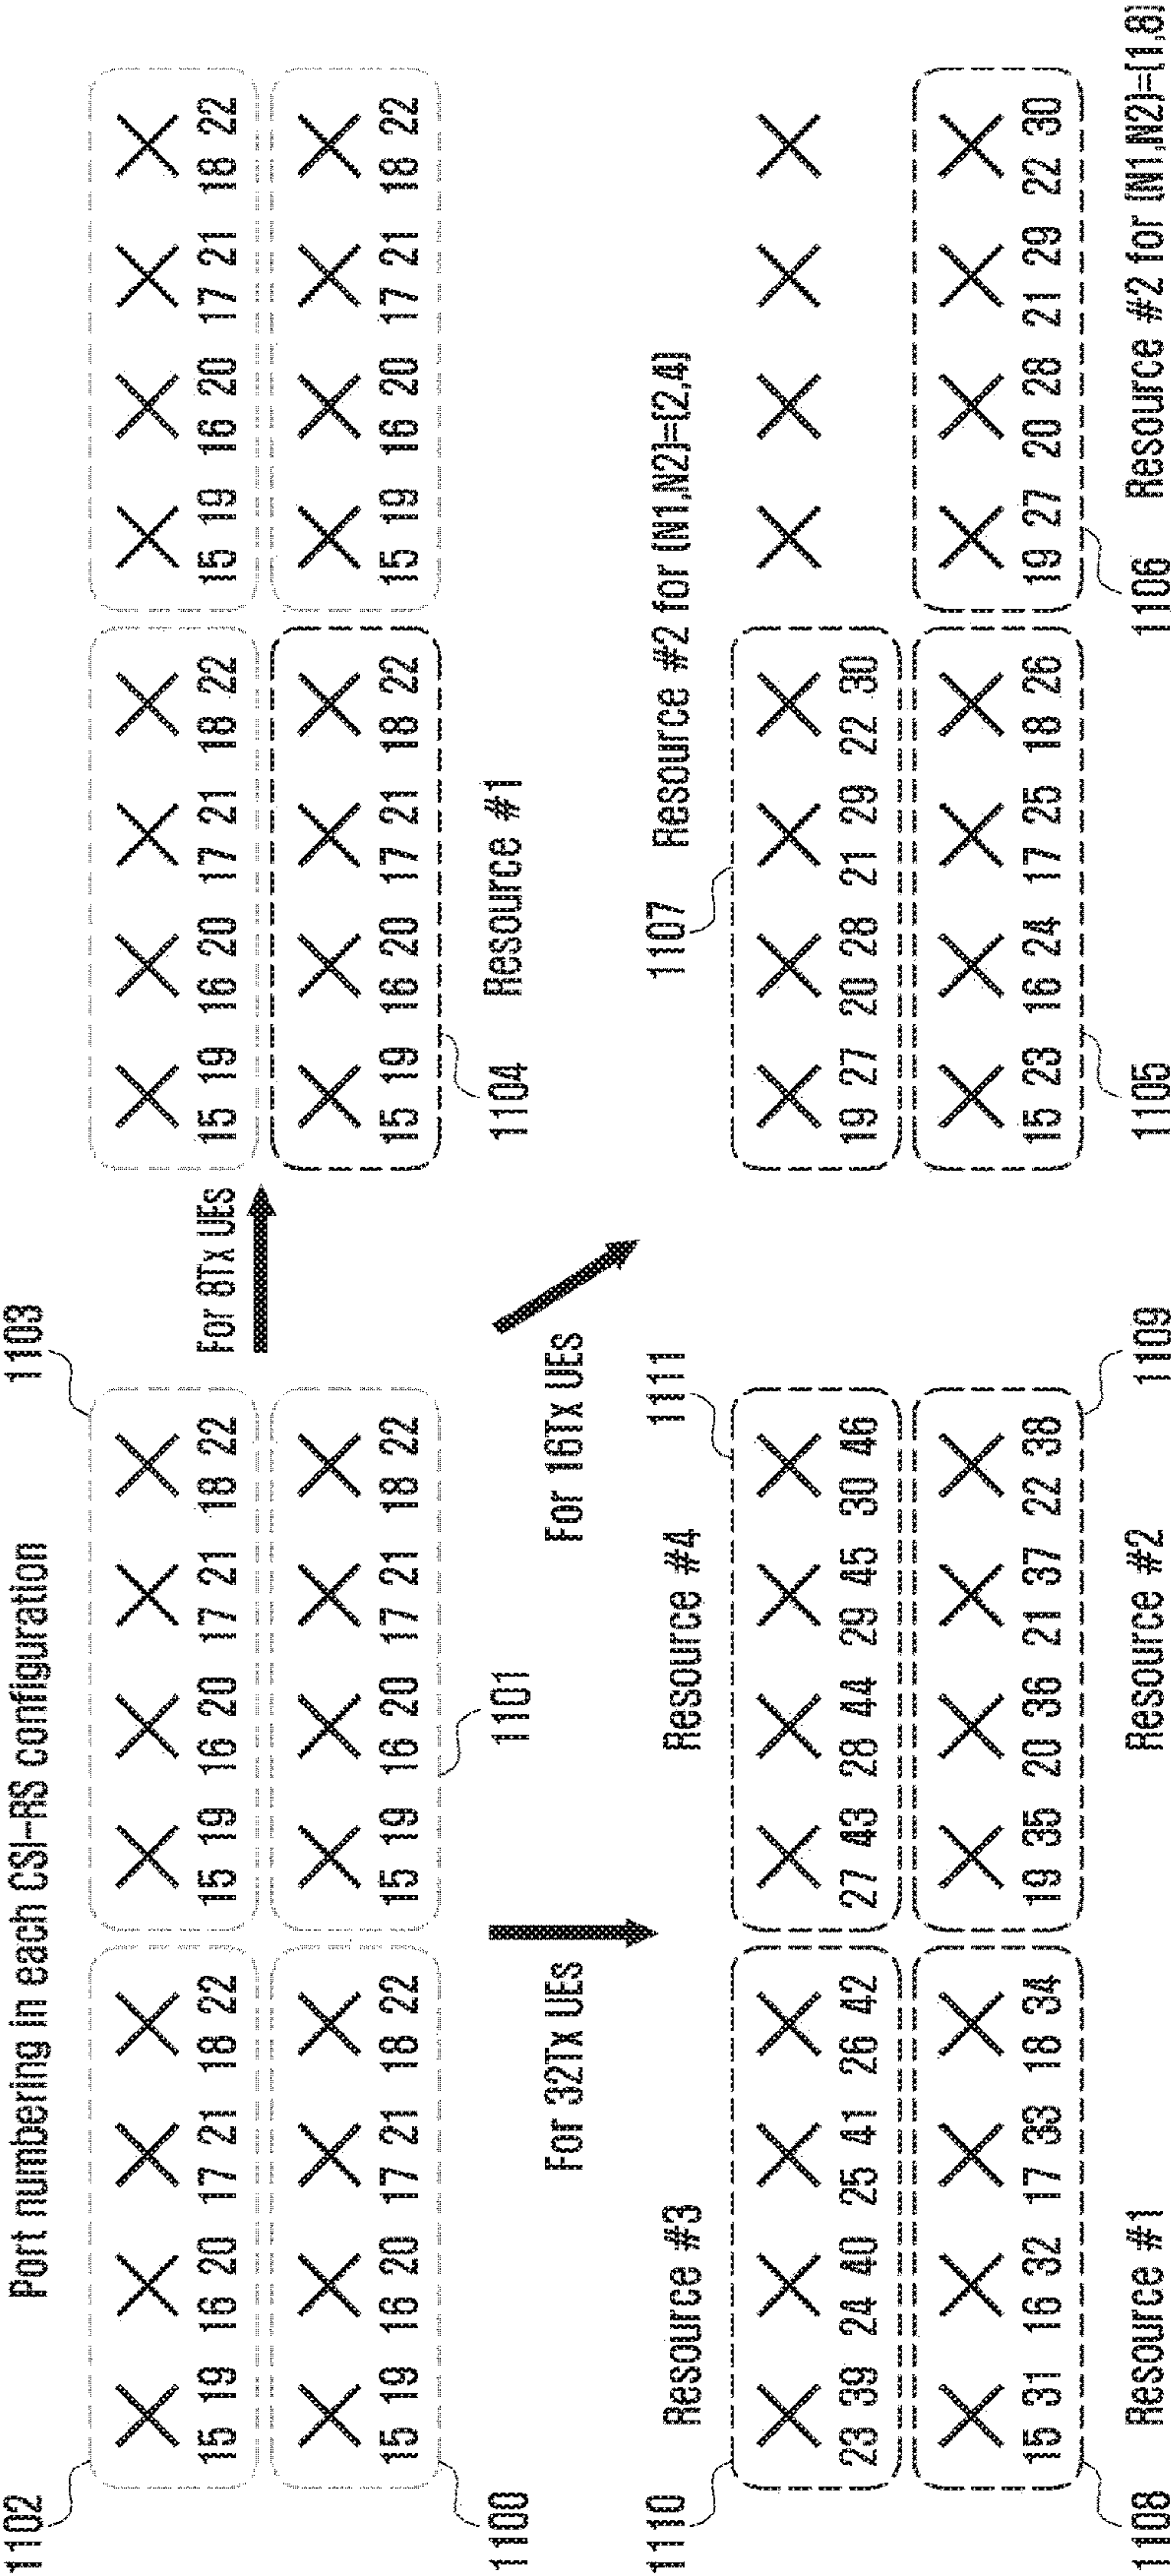 Port numbering in each CSI-RS configuration
1102
1103
15 19 16 20 17 21 18 22
15 19 16 20 17 21 18 22
15 19 16 20 17 21 18 22
15 19 16 20 17 21 18 22
For 8Tx UEs
15 19 16 20 17 21 18 22
15 19 16 20 17 21 18 22
15 19 16 20 17 21 18 22
15 19 16 20 17 21 18 22
1100
1101
1104
Resource #1
For 32Tx UEs
For 16Tx UEs
1110
Resource #3
Resource #4
1111
1107
Resource #2 for (N1,N2)=(2,4)
23 39 24 40 25 41 26 42
27 43 28 44 29 45 30 46
19 27 20 28 21 29 22 30
15 31 16 32 17 33 18 34
19 35 20 36 21 37 22 38
15 23 16 24 17 25 18 26
19 27 20 28 21 29 22 30
1108
Resource #1
Resource #2
1109
1105
1106
Resource #2 for (N1,N2)=(1,8)